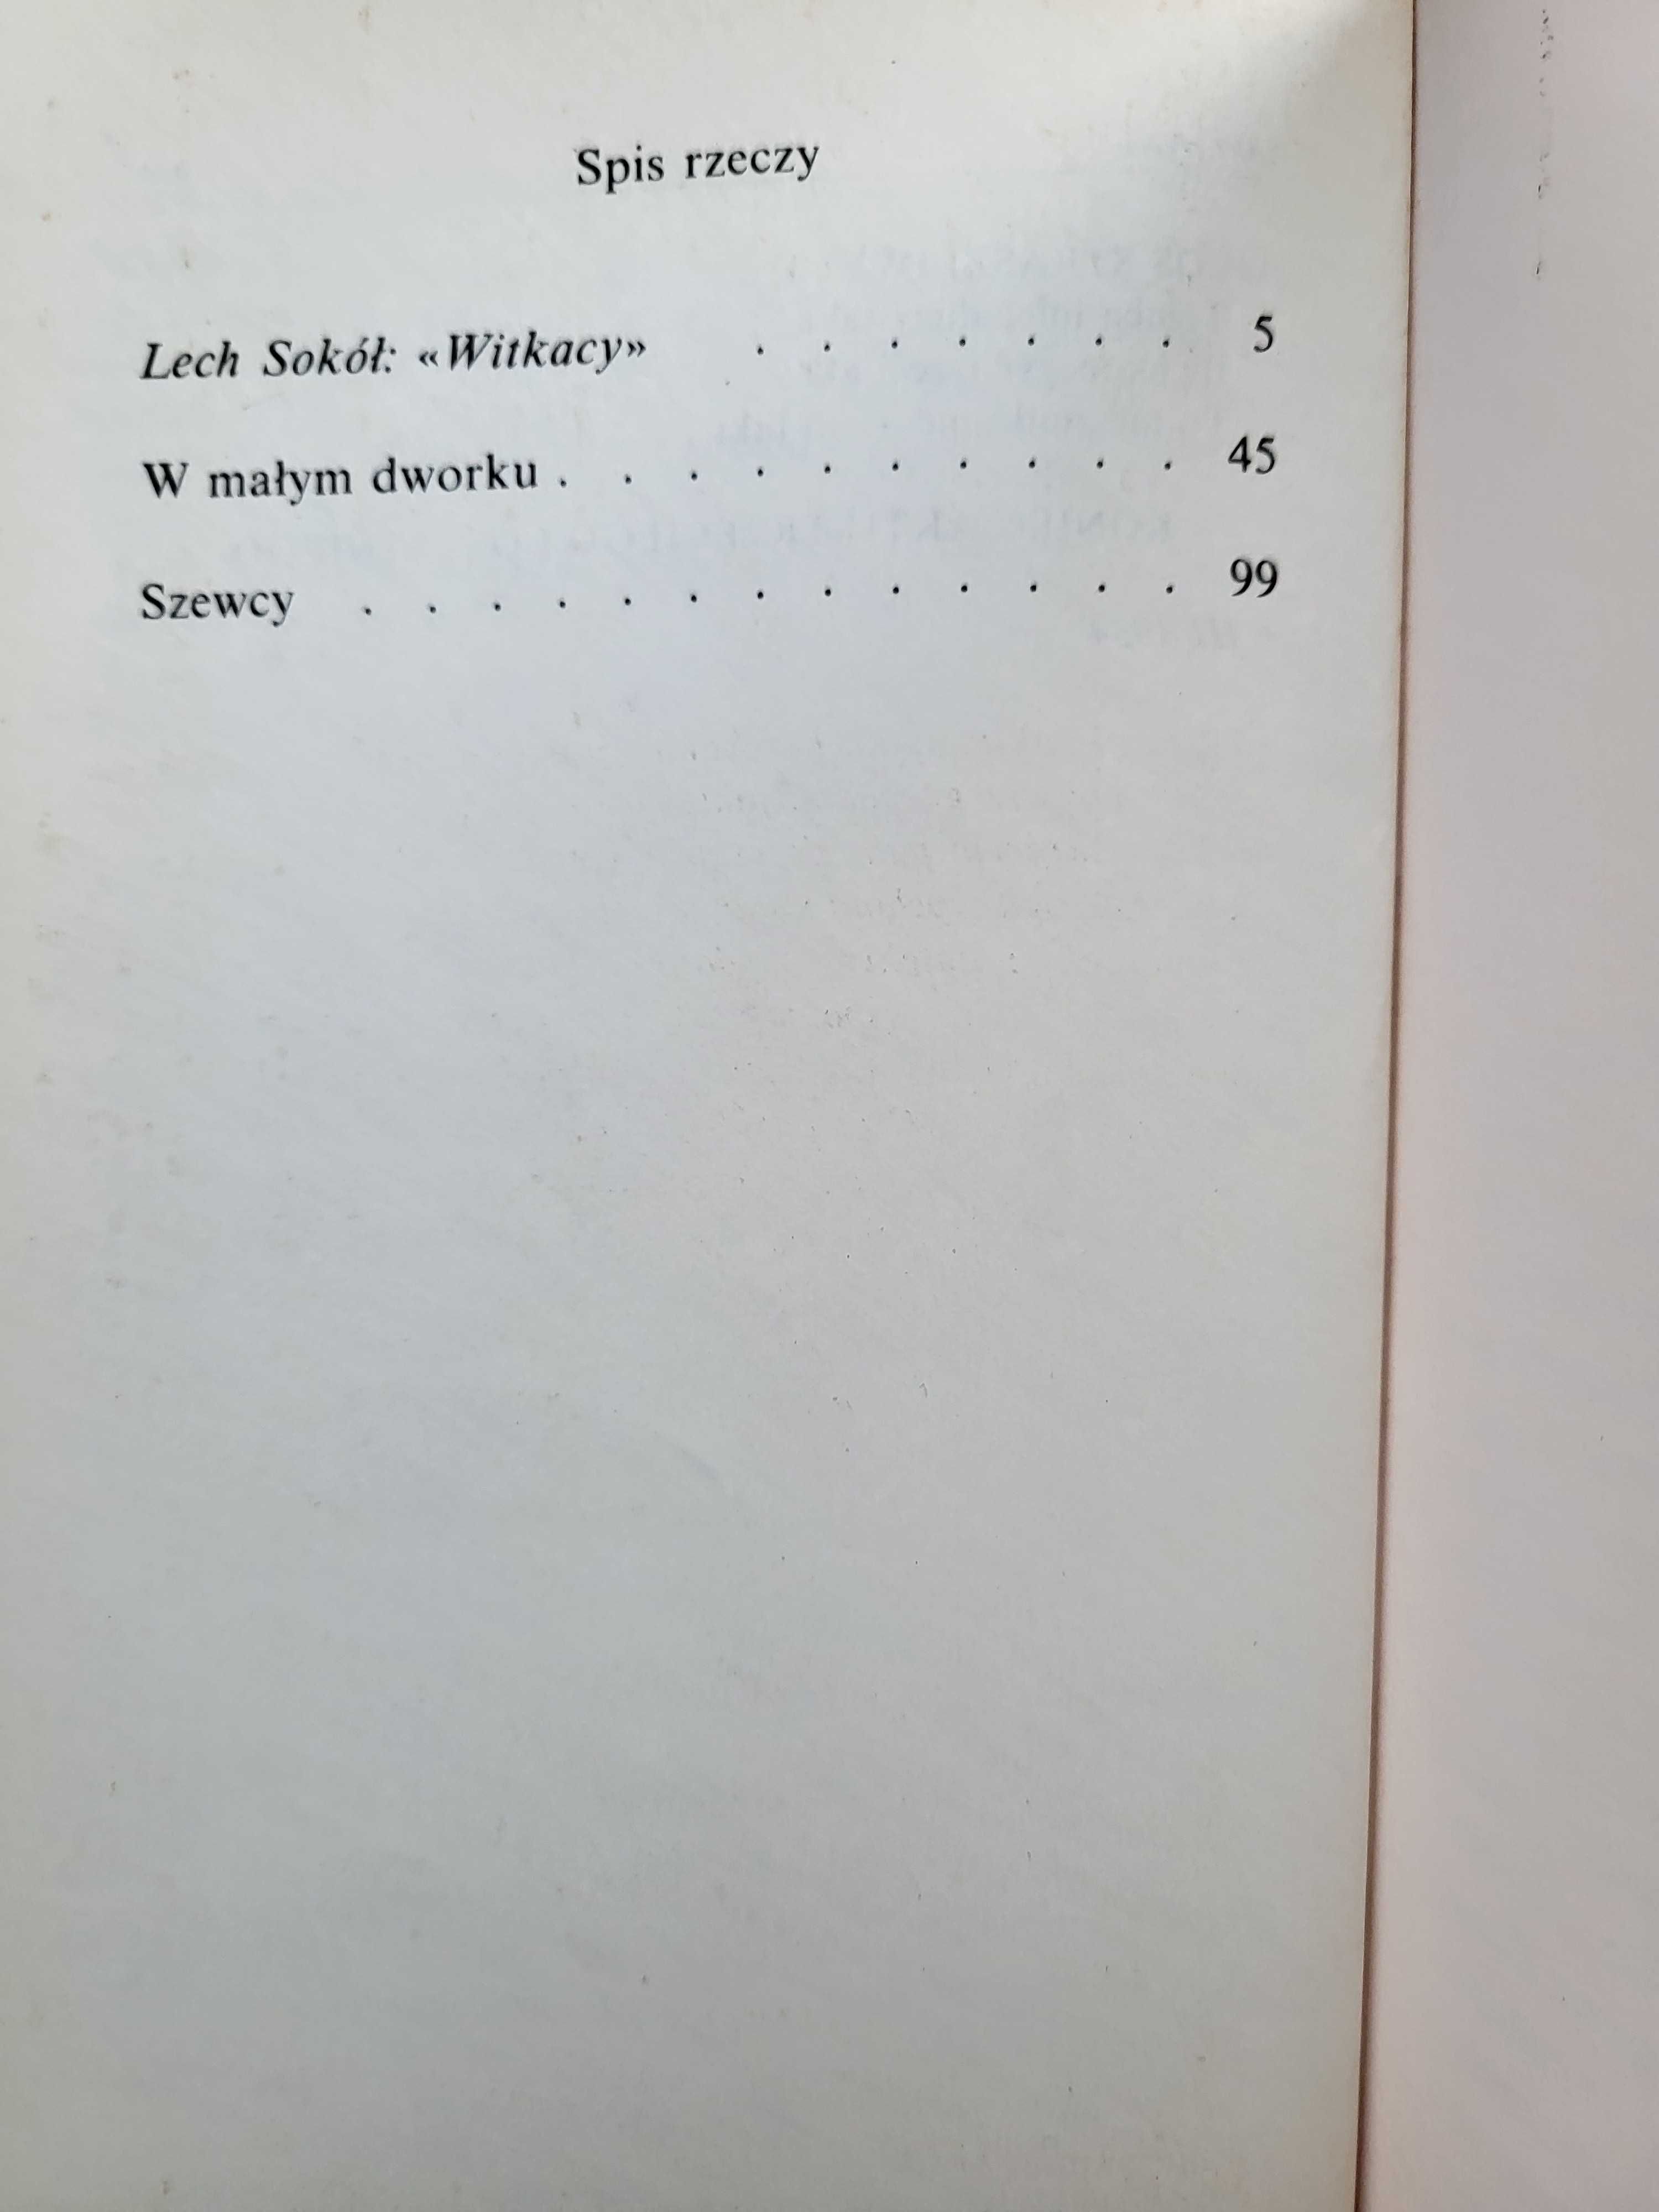 Spis rzeczy
Lech Sokół: «Witkacy» . . . . . . . 5
W małym dworku . . . . . . . . . . 45
Szewcy . . . . . . . . . . . . . 99